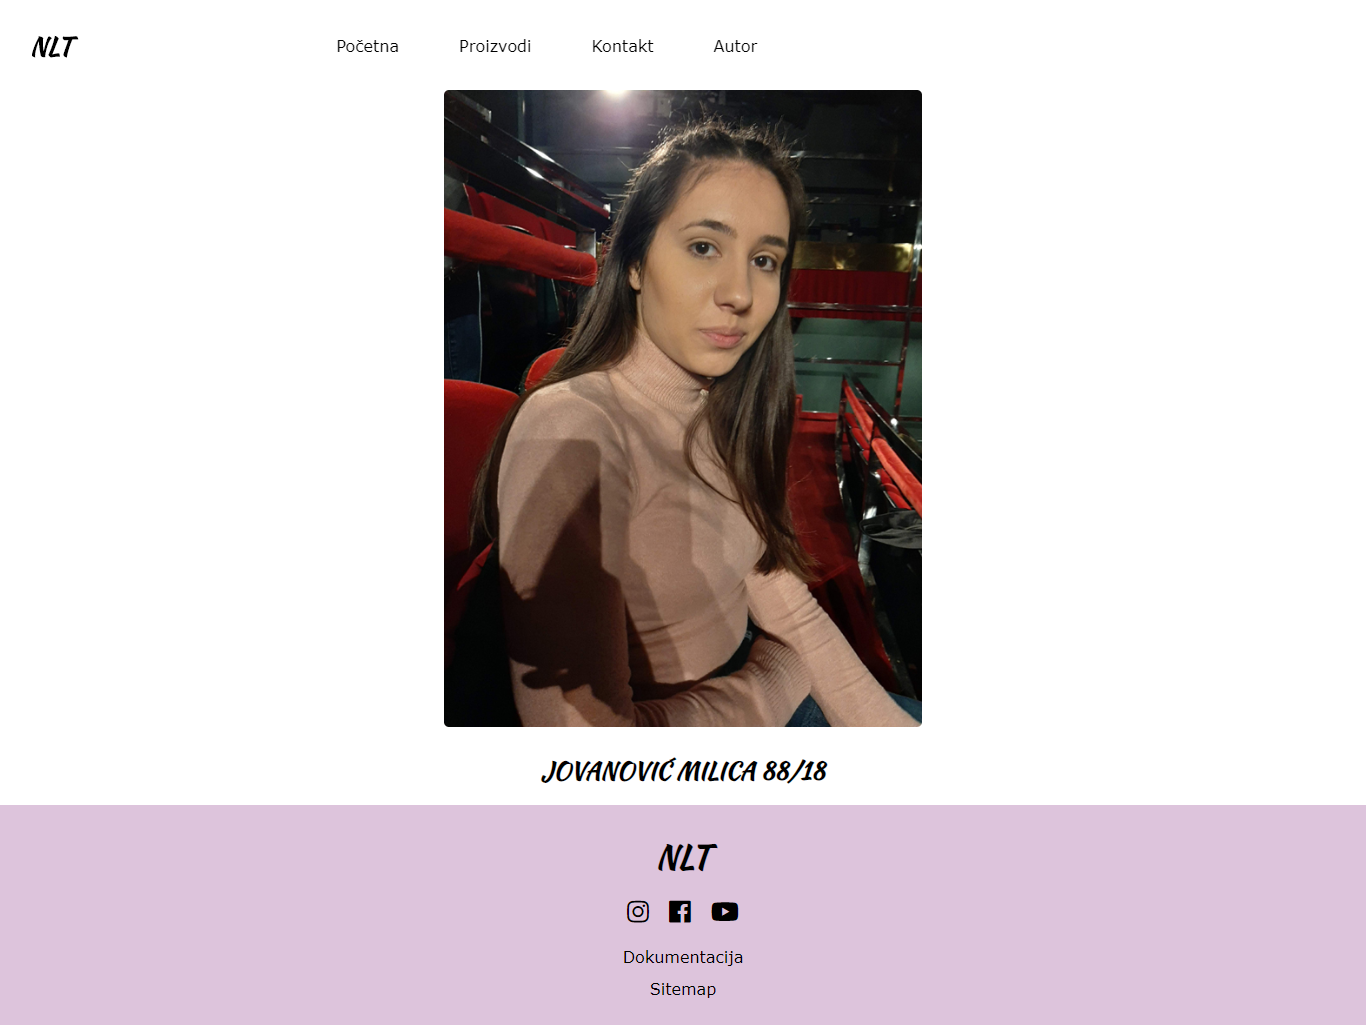 NLT
Početna Proizvodi Kontakt Autor
JOVANOVIĆ MILICA 88/18
NLT
Dokumentacija
Sitemap